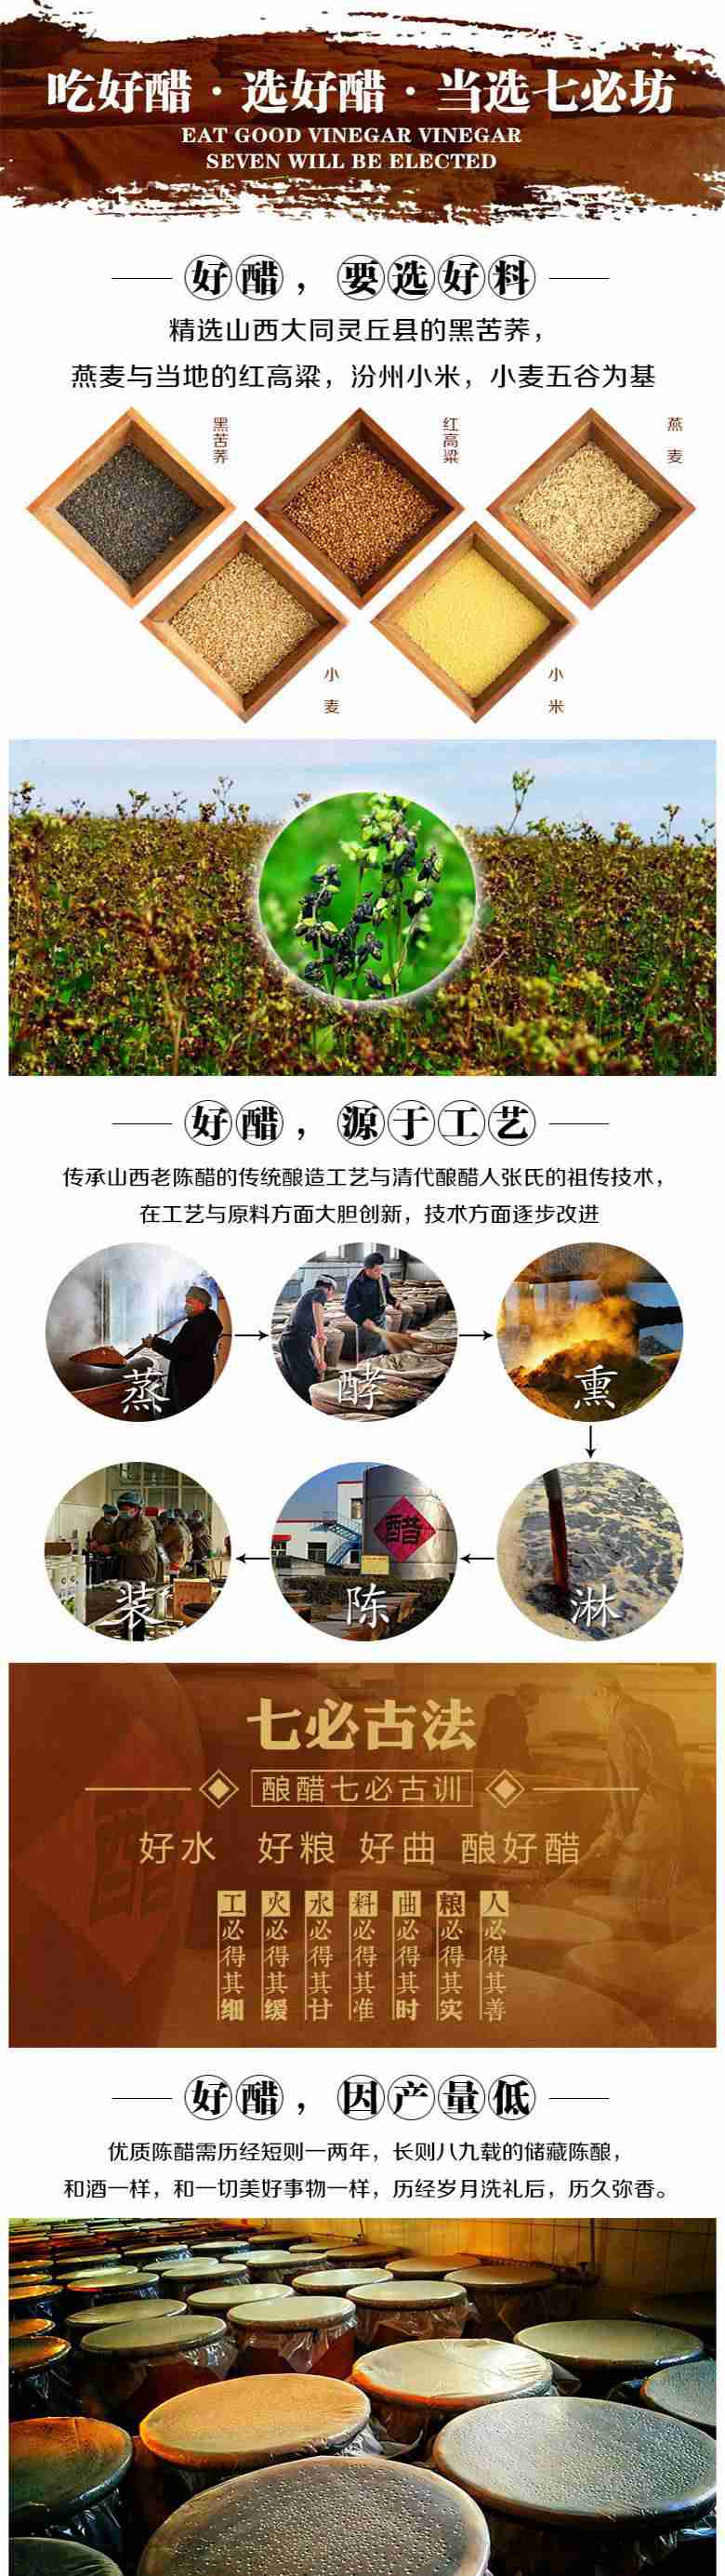 吃好醋·选好醋·当选七必坊
EAT GOOD VINEGAR VINEGAR
SEVEN WILL BE ELECTED
好醋，要选好料
精选山西大同灵丘县的黑苦荞，
燕麦与当地的红高粱，汾州小米，小麦五谷为基
黑苦荞
红高粱
燕麦
小麦
小米
好醋，源于工艺
传承山西老陈醋的传统酿造工艺与清代酿醋人张氏的祖传技术，
在工艺与原料方面大胆创新，技术方面逐步改进
蒸
酵
熏
装
醋
陈
淋
七必古法
酿醋七必古训
好水 好粮 好曲 酿好醋
人必得其善
粮必得其实
曲必得其时
料必得其准
水必得其甘
火必得其缓
工必得其细
醋
好醋，因产量低
优质陈醋需历经短则一两年，长则八九载的储藏陈酿，
和酒一样，和一切美好事物一样，历经岁月洗礼后，历久弥香。